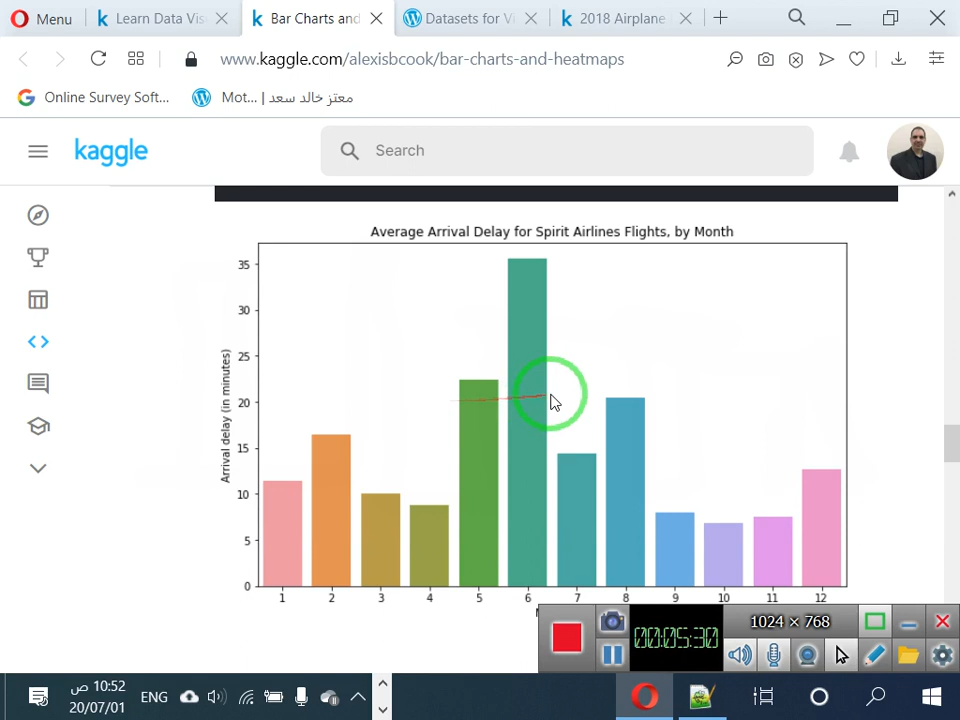 Menu
Learn Data Vis
Bar Charts and
Datasets for Vi
2018 Airplane
www.kaggle.com/alexisbcook/bar-charts-and-heatmaps
Online Survey Soft...
Mot... | معتز خالد سعد
kaggle
Search
Average Arrival Delay for Spirit Airlines Flights, by Month
Arrival delay (in minutes)
35
30
25
20
15
10
5
0
1 2 3 4 5 6 7 8 9 10 11 12
00:05:30
1024 × 768
10:52 ص
20/07/01
ENG